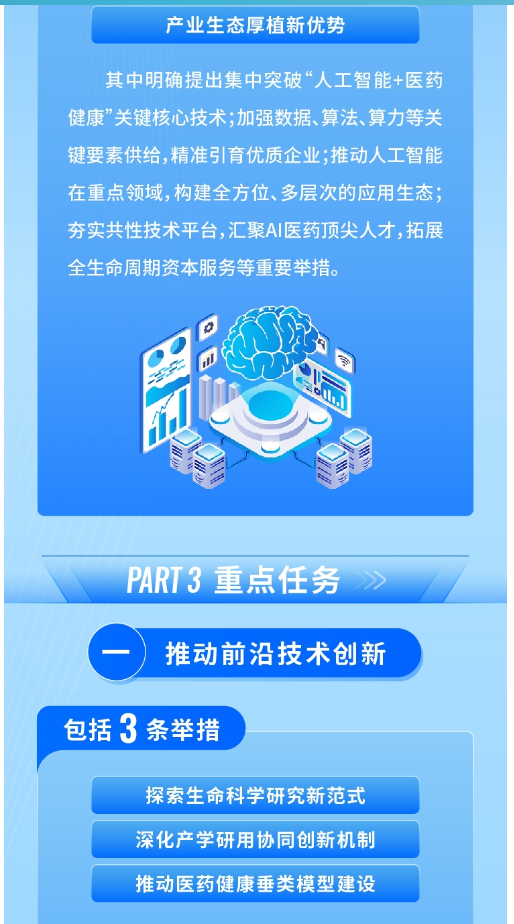 产业生态厚植新优势
其中明确提出集中突破“人工智能+医药
健康”关键核心技术;加强数据、算法、算力等关
键要素供给,精准引育优质企业;推动人工智能
在重点领域,构建全方位、多层次的应用生态;
夯实共性技术平台,汇聚AI医药顶尖人才,拓展
全生命周期资本服务等重要举措。
PART 3 重点任务
一 推动前沿技术创新
包括3条举措
探索生命科学研究新范式
深化产学研用协同创新机制
推动医药健康垂类模型建设